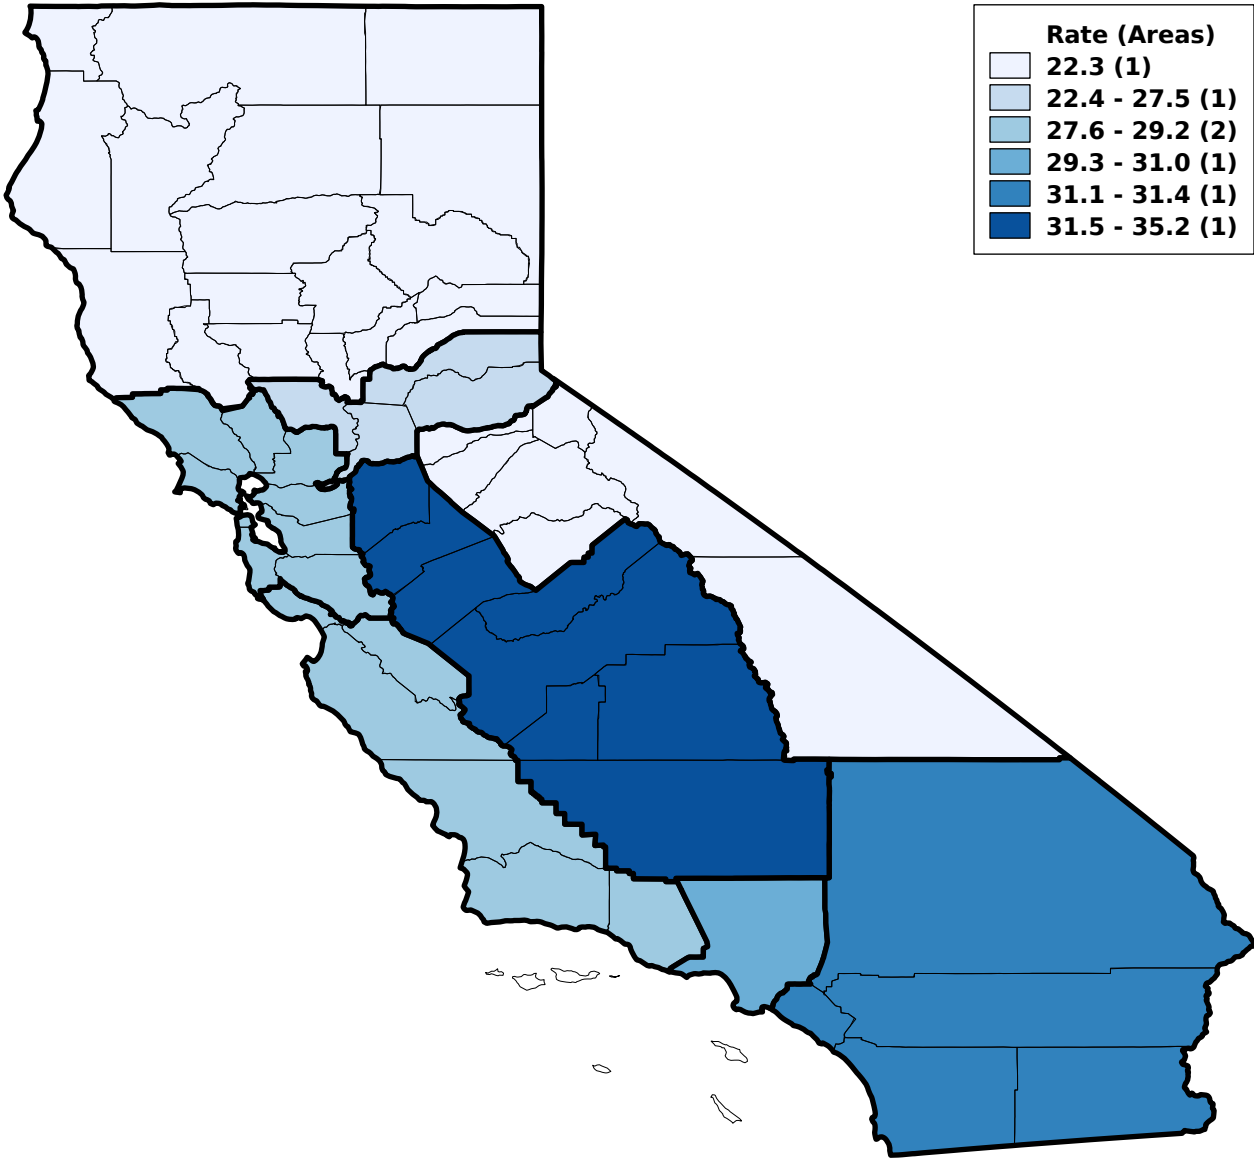 Rate (Areas)
22.3 (1)
22.4 - 27.5 (1)
27.6 - 29.2 (2)
29.3 - 31.0 (1)
31.1 - 31.4 (1)
31.5 - 35.2 (1)